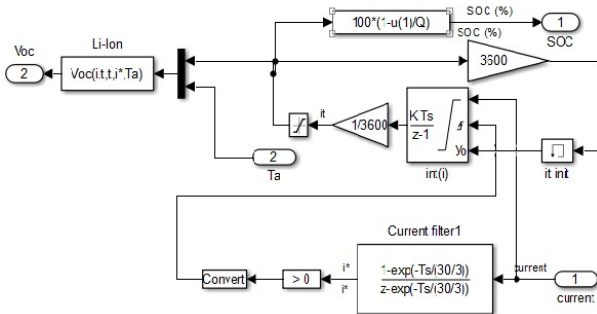 100*(1-u(1)/Q)
SOC (%)
1
SOC
SOC (%)
Voc
2
Li-Ion
Voc(i.t,t,i*,Ta)
3600
it
1/3600
KTs
z-1
yo
int(i)
it init
2
Ta
Current filter1
Convert
> 0
i*
i*
1-exp(-Ts/(30/3))
z-exp(-Ts/(30/3))
current
1
current